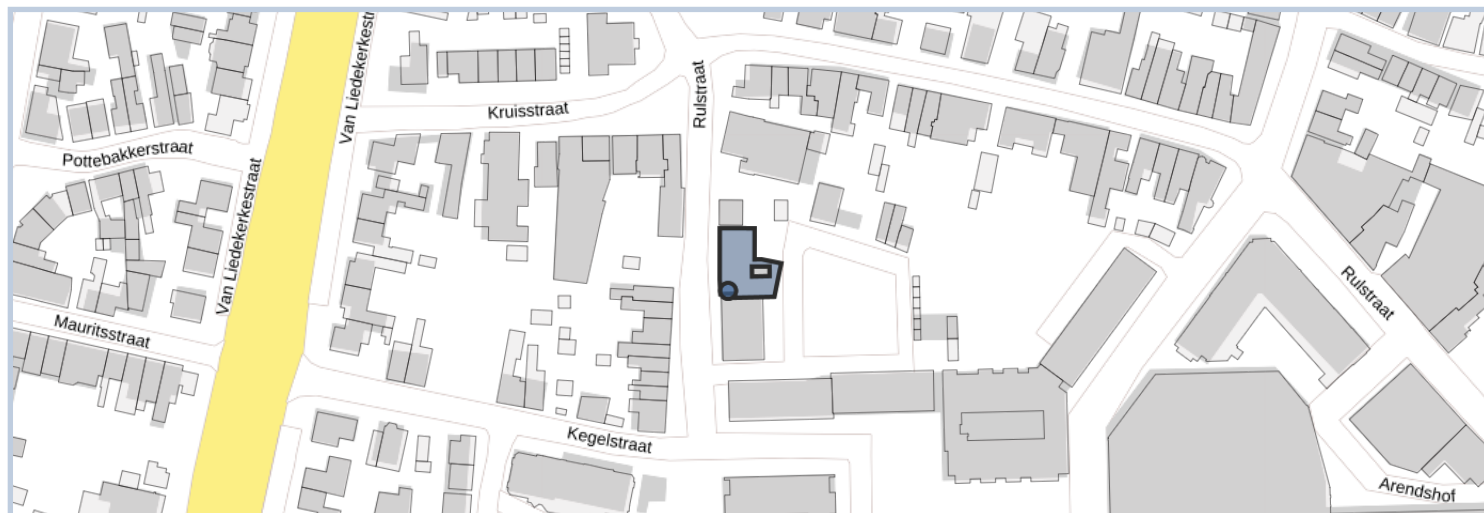 Van Liedekerkestr
Rulstraat
Kruisstraat
Pottebakkerstraat
Van Liedekerkestraat
Rulstraat
Mauritsstraat
Kegelstraat
Arendshof